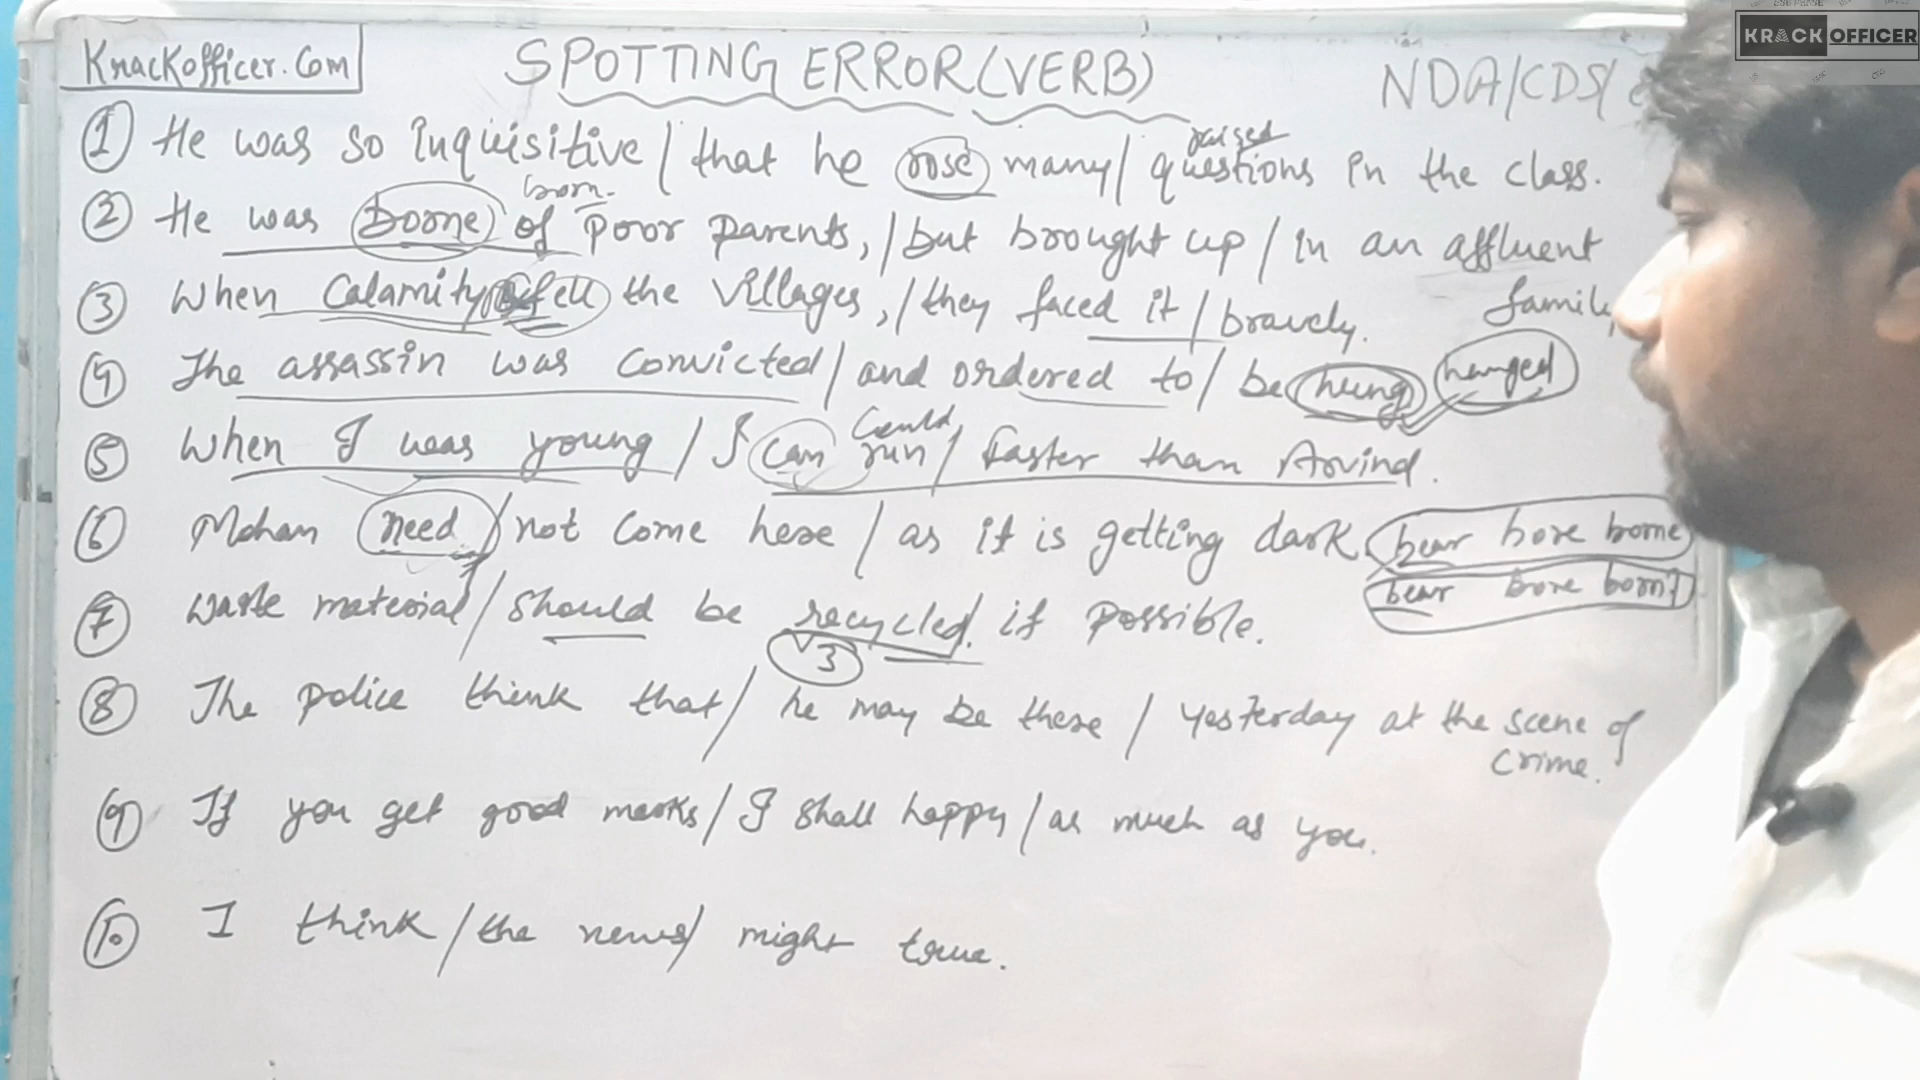 KRACK OFFICER
KnackOfficer.Com
SPOTTING ERROR (VERB)
NDA/CDS/
① He was so inquisitive / that he rose many / questions in the class.
raised
② He was borne of poor parents, / but brought up / in an affluent family
born
③ When calamity fell the villages, / they faced it / bravely.
④ The assassin was convicted / and ordered to / be hung
hanged
⑤ When I was young / I can run / faster than Arvind.
Could
⑥ Mohan need / not come here / as it is getting dark.
bear bore borne
bear bore born
⑦ Waste material / should be recycled if possible.
V3
⑧ The police think that / he may be there / yesterday at the scene of crime.
⑨ If you get good marks / I shall happy / as much as you.
⑩ I think / the news / might true.